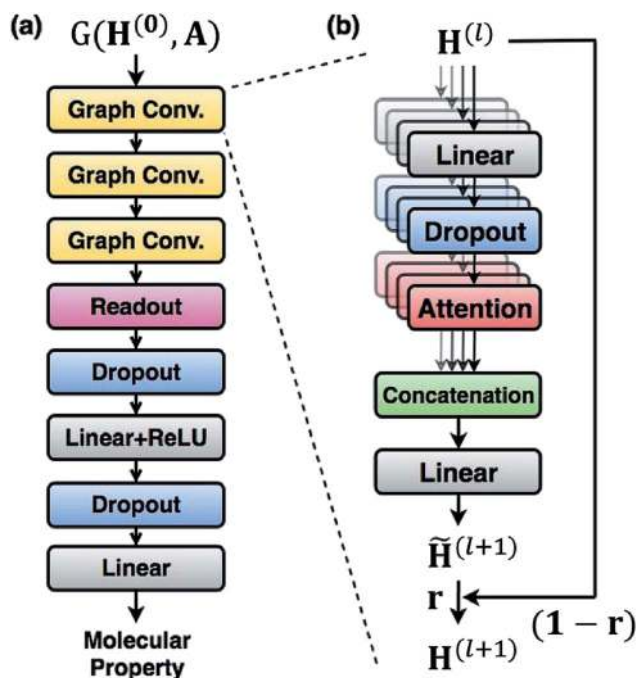 (a)
G(𝐇⁽⁰⁾, 𝐀)
Graph Conv.
Graph Conv.
Graph Conv.
Readout
Dropout
Linear+ReLU
Dropout
Linear
Molecular
Property
(b)
𝐇⁽ˡ⁾
Linear
Dropout
Attention
Concatenation
Linear
𝐇̃⁽ˡ⁺¹⁾
𝐫
(𝟏 − 𝐫)
𝐇⁽ˡ⁺¹⁾